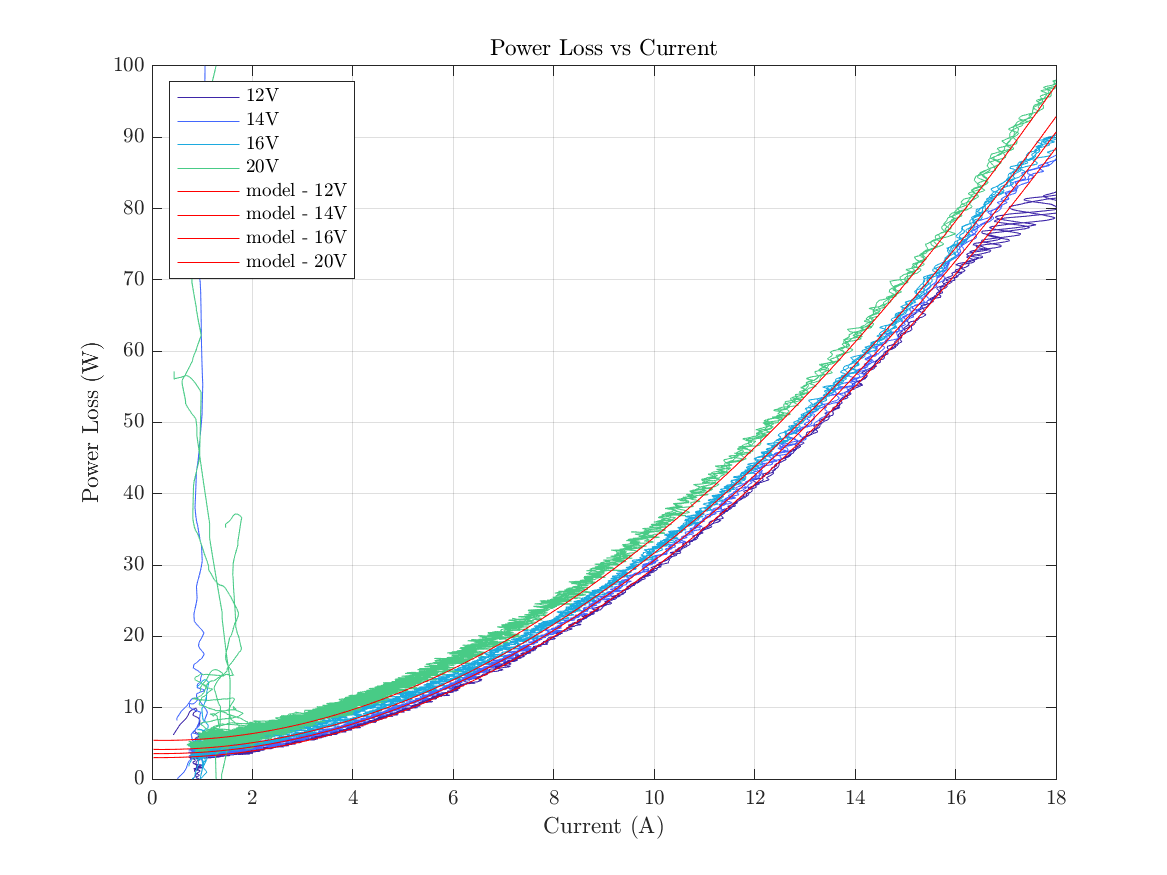 Power Loss vs Current
100
90
80
70
60
50
40
30
20
10
0
Power Loss (W)
12V
14V
16V
20V
model - 12V
model - 14V
model - 16V
model - 20V
0 2 4 6 8 10 12 14 16 18
Current (A)